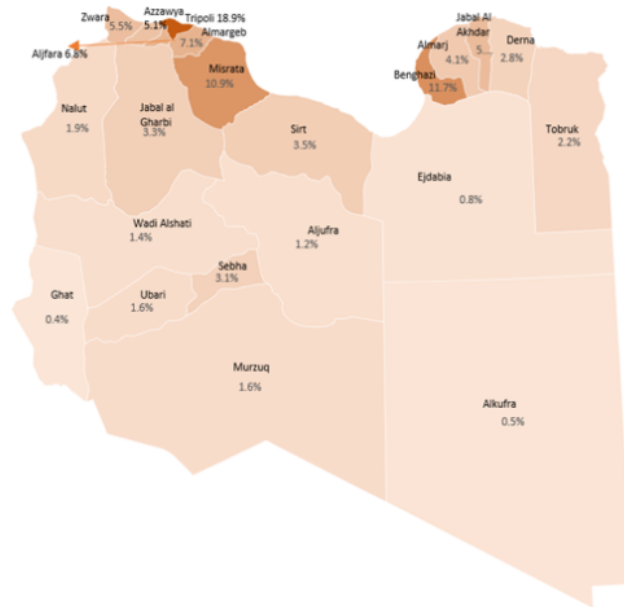 Zwara
5.5%
Azzawya
5.1%
Tripoli 18.9%
Almargeb
7.1%
Aljfara 6.8%
Misrata
10.9%
Nalut
1.9%
Jabal al
Gharbi
3.3%
Sirt
3.5%
Jabal Al
Akhdar
5...
Almarj
4.1%
Derna
2.8%
Benghazi
11.7%
Tobruk
2.2%
Ejdabia
0.8%
Wadi Alshati
1.4%
Aljufra
1.2%
Sebha
3.1%
Ubari
1.6%
Ghat
0.4%
Murzuq
1.6%
Alkufra
0.5%